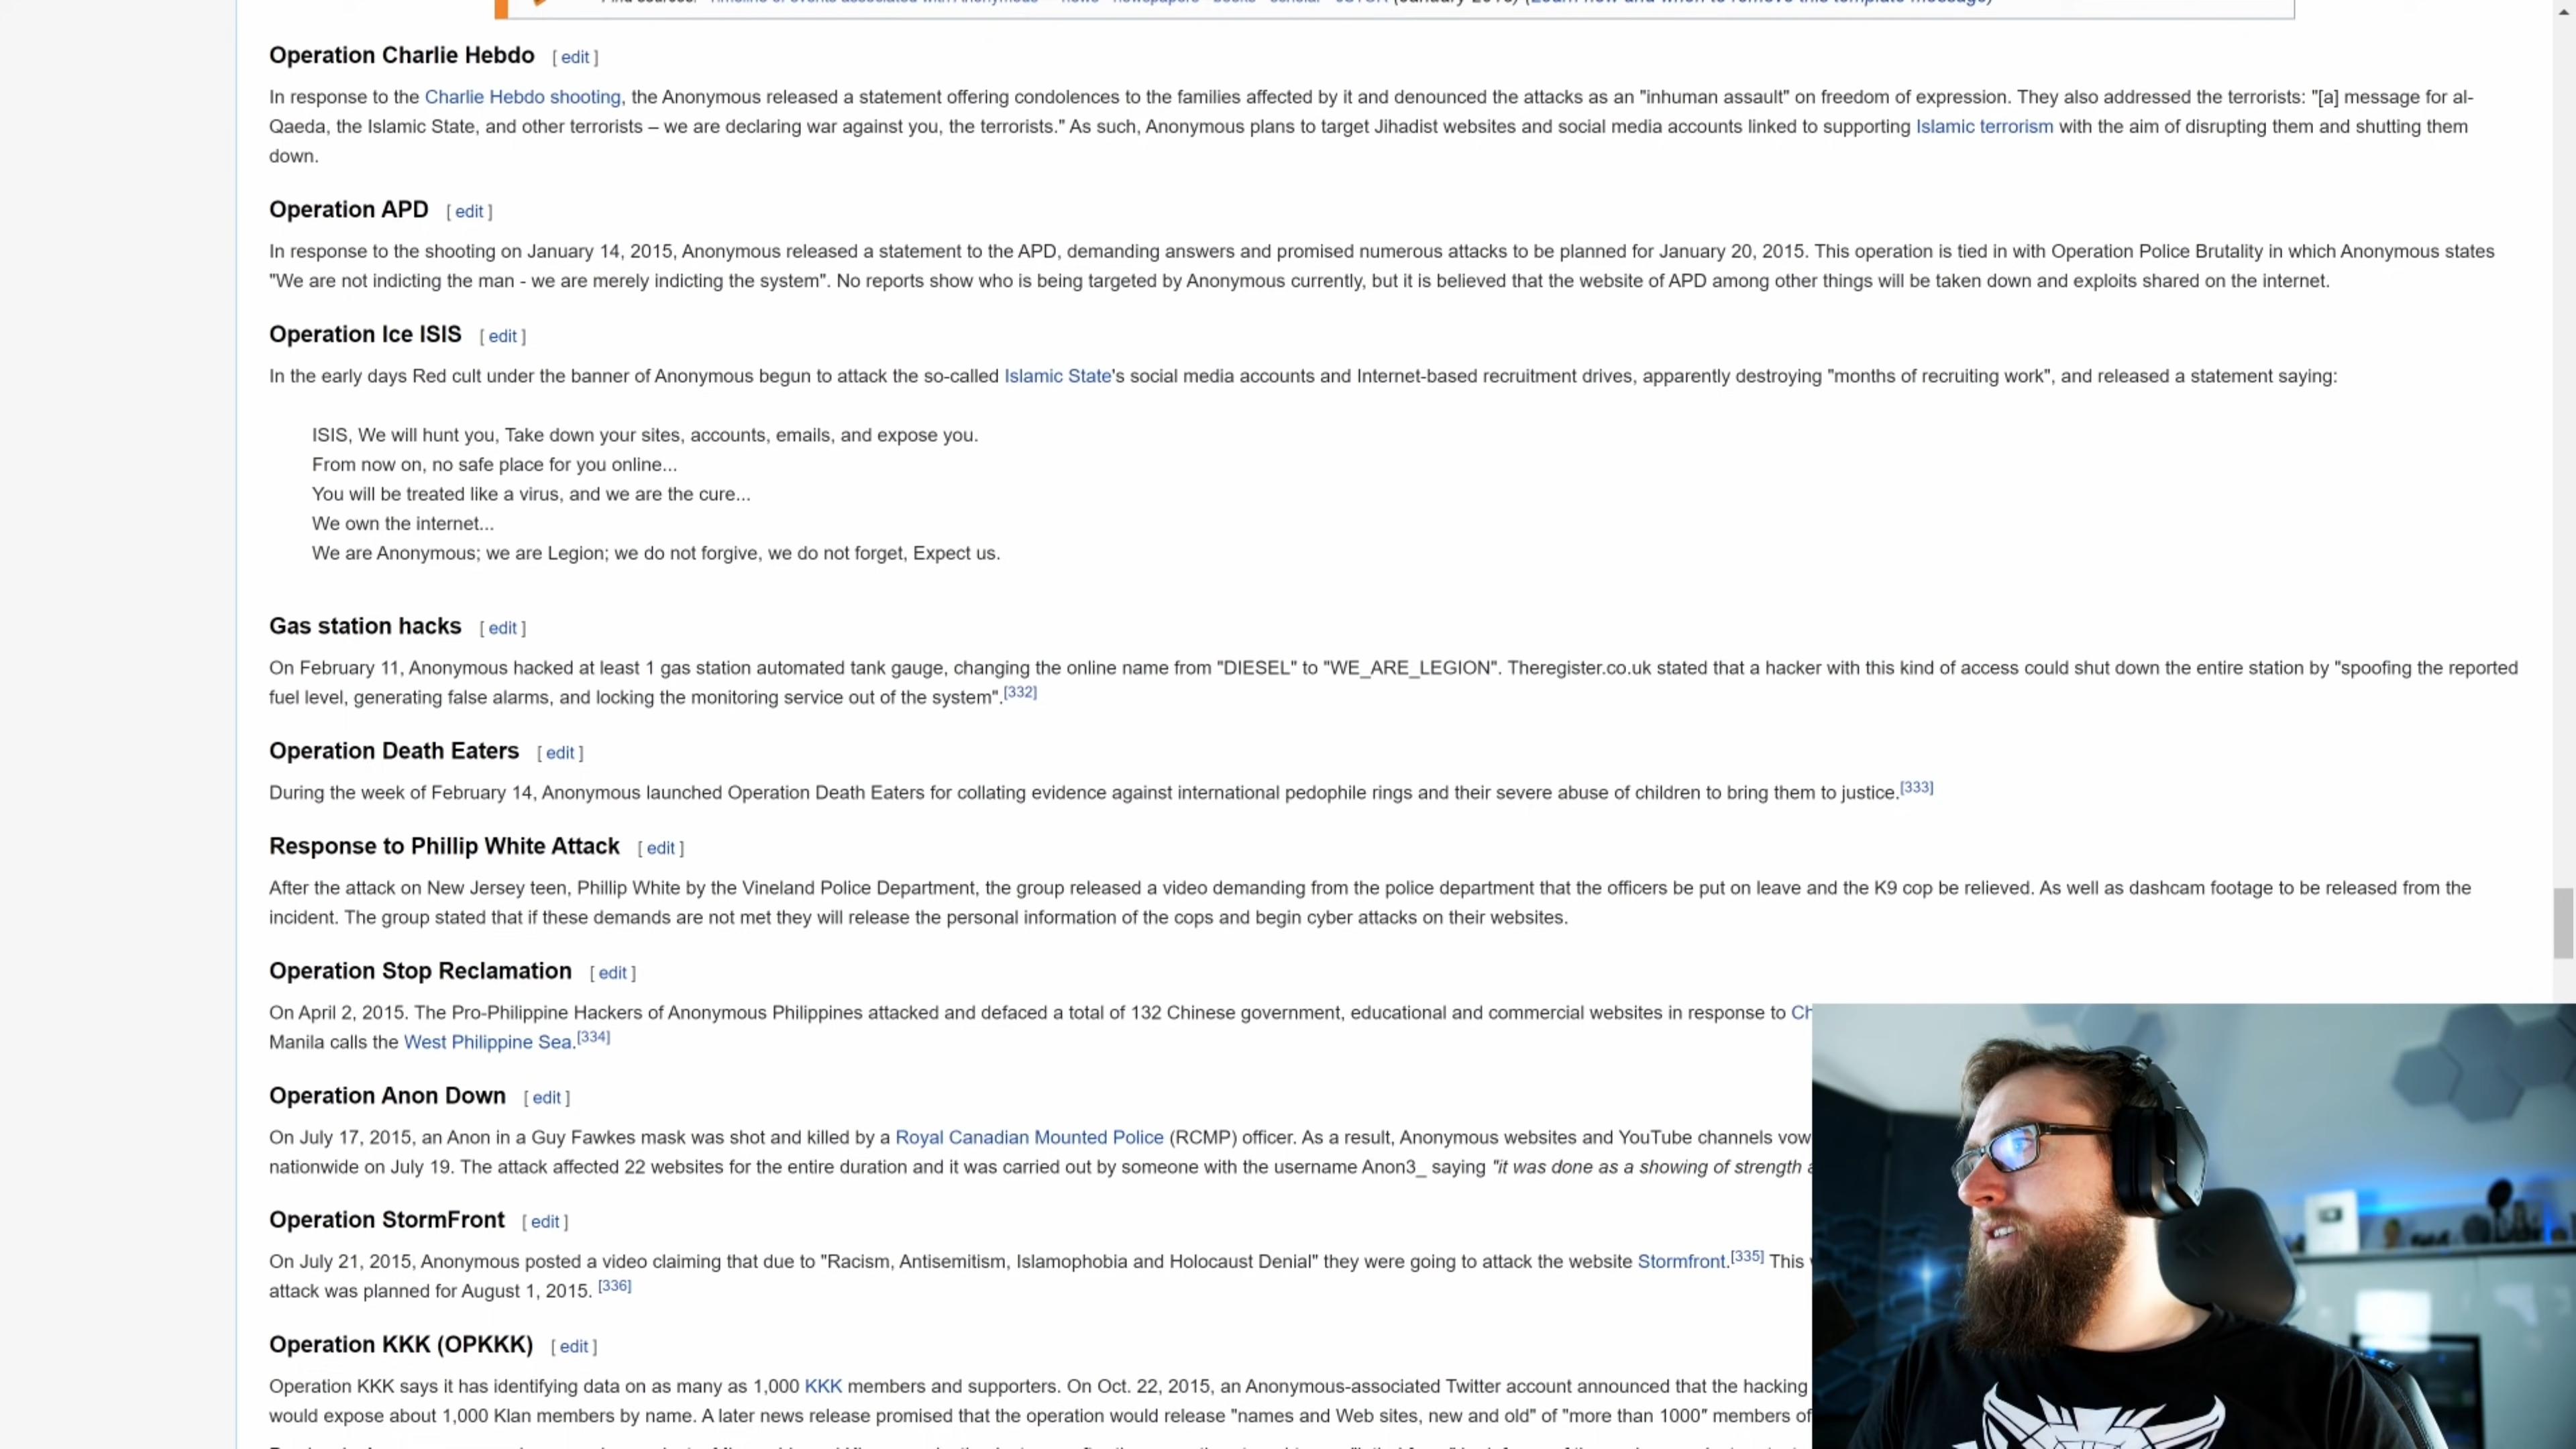 Operation Charlie Hebdo [ edit ]
In response to the Charlie Hebdo shooting, the Anonymous released a statement offering condolences to the families affected by it and denounced the attacks as an "inhuman assault" on freedom of expression. They also addressed the terrorists: "[a] message for al-
Qaeda, the Islamic State, and other terrorists – we are declaring war against you, the terrorists." As such, Anonymous plans to target Jihadist websites and social media accounts linked to supporting Islamic terrorism with the aim of disrupting them and shutting them
down.
Operation APD [ edit ]
In response to the shooting on January 14, 2015, Anonymous released a statement to the APD, demanding answers and promised numerous attacks to be planned for January 20, 2015. This operation is tied in with Operation Police Brutality in which Anonymous states
"We are not indicting the man - we are merely indicting the system". No reports show who is being targeted by Anonymous currently, but it is believed that the website of APD among other things will be taken down and exploits shared on the internet.
Operation Ice ISIS [ edit ]
In the early days Red cult under the banner of Anonymous begun to attack the so-called Islamic State's social media accounts and Internet-based recruitment drives, apparently destroying "months of recruiting work", and released a statement saying:
ISIS, We will hunt you, Take down your sites, accounts, emails, and expose you.
From now on, no safe place for you online...
You will be treated like a virus, and we are the cure...
We own the internet...
We are Anonymous; we are Legion; we do not forgive, we do not forget, Expect us.
Gas station hacks [ edit ]
On February 11, Anonymous hacked at least 1 gas station automated tank gauge, changing the online name from "DIESEL" to "WE_ARE_LEGION". Theregister.co.uk stated that a hacker with this kind of access could shut down the entire station by "spoofing the reported
fuel level, generating false alarms, and locking the monitoring service out of the system".[332]
Operation Death Eaters [ edit ]
During the week of February 14, Anonymous launched Operation Death Eaters for collating evidence against international pedophile rings and their severe abuse of children to bring them to justice.[333]
Response to Phillip White Attack [ edit ]
After the attack on New Jersey teen, Phillip White by the Vineland Police Department, the group released a video demanding from the police department that the officers be put on leave and the K9 cop be relieved. As well as dashcam footage to be released from the
incident. The group stated that if these demands are not met they will release the personal information of the cops and begin cyber attacks on their websites.
Operation Stop Reclamation [ edit ]
On April 2, 2015. The Pro-Philippine Hackers of Anonymous Philippines attacked and defaced a total of 132 Chinese government, educational and commercial websites in response to Ch
Manila calls the West Philippine Sea.[334]
Operation Anon Down [ edit ]
On July 17, 2015, an Anon in a Guy Fawkes mask was shot and killed by a Royal Canadian Mounted Police (RCMP) officer. As a result, Anonymous websites and YouTube channels vow
nationwide on July 19. The attack affected 22 websites for the entire duration and it was carried out by someone with the username Anon3_ saying "it was done as a showing of strength
Operation StormFront [ edit ]
On July 21, 2015, Anonymous posted a video claiming that due to "Racism, Antisemitism, Islamophobia and Holocaust Denial" they were going to attack the website Stormfront.[335] This
attack was planned for August 1, 2015. [336]
Operation KKK (OPKKK) [ edit ]
Operation KKK says it has identifying data on as many as 1,000 KKK members and supporters. On Oct. 22, 2015, an Anonymous-associated Twitter account announced that the hacking
would expose about 1,000 Klan members by name. A later news release promised that the operation would release "names and Web sites, new and old" of "more than 1000" members of